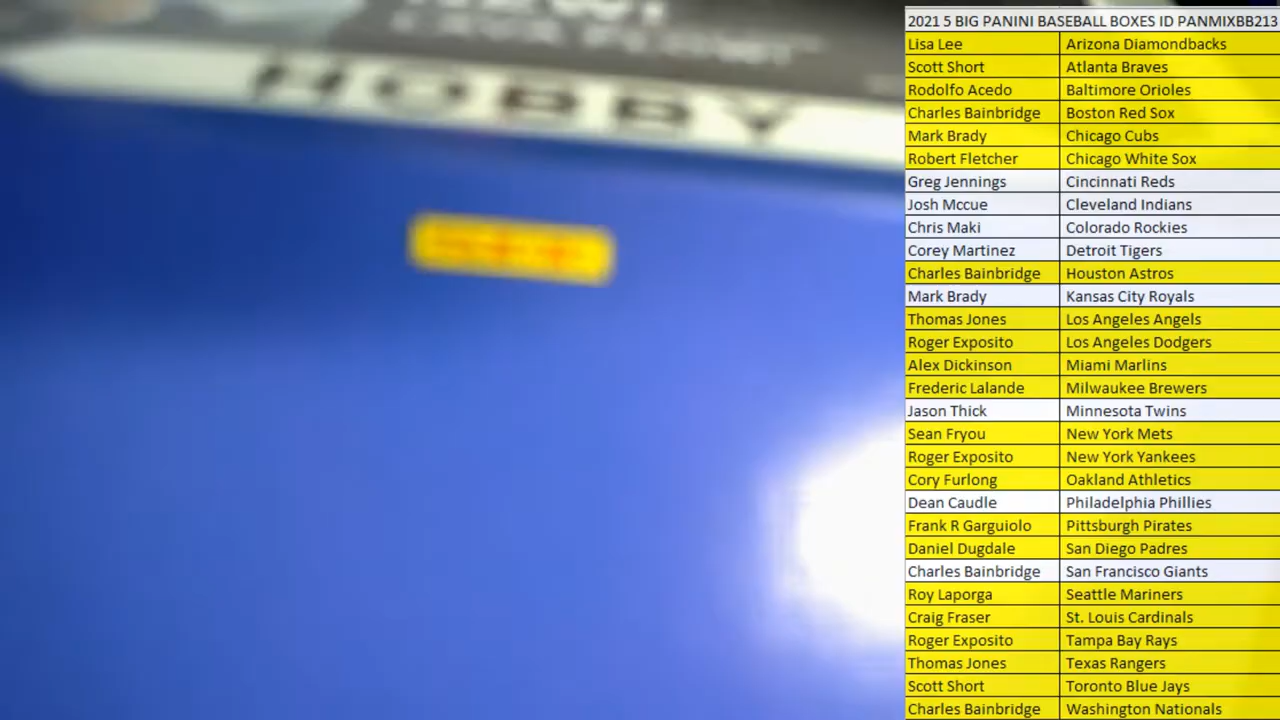 HOBBY
2021 5 BIG PANINI BASEBALL BOXES ID PANMIXBB213
Lisa Lee Arizona Diamondbacks
Scott Short Atlanta Braves
Rodolfo Acedo Baltimore Orioles
Charles Bainbridge Boston Red Sox
Mark Brady Chicago Cubs
Robert Fletcher Chicago White Sox
Greg Jennings Cincinnati Reds
Josh Mccue Cleveland Indians
Chris Maki Colorado Rockies
Corey Martinez Detroit Tigers
Charles Bainbridge Houston Astros
Mark Brady Kansas City Royals
Thomas Jones Los Angeles Angels
Roger Exposito Los Angeles Dodgers
Alex Dickinson Miami Marlins
Frederic Lalande Milwaukee Brewers
Jason Thick Minnesota Twins
Sean Fryou New York Mets
Roger Exposito New York Yankees
Cory Furlong Oakland Athletics
Dean Caudle Philadelphia Phillies
Frank R Garguiolo Pittsburgh Pirates
Daniel Dugdale San Diego Padres
Charles Bainbridge San Francisco Giants
Roy Laporga Seattle Mariners
Craig Fraser St. Louis Cardinals
Roger Exposito Tampa Bay Rays
Thomas Jones Texas Rangers
Scott Short Toronto Blue Jays
Charles Bainbridge Washington Nationals